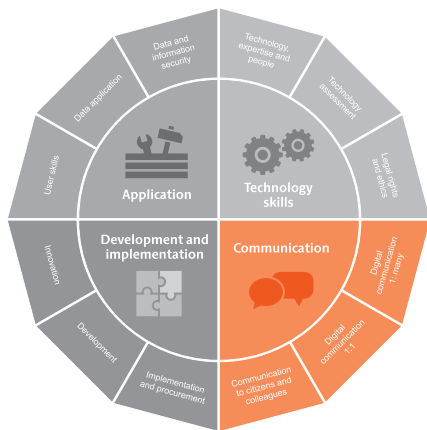 Data and
information
security
Technology,
expertise and
people
Data application
Technology
assessment
User skills
Legal rights
and ethics
Application
Technology
skills
Development and
implementation
Communication
Innovation
Digital
communication
1: many
Development
Digital
communication
1:1
Implementation
and procurement
Communication
to citizens and
colleagues